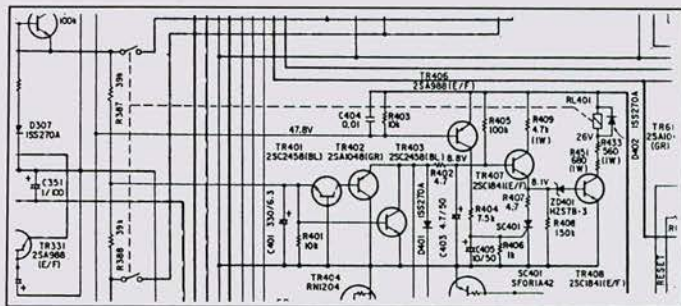 100k
39k
R387
D307
1SS270A
C351
1/100
39k
R388
TR331
2SA988
(E/F)
47.8V
C404
0.01
R403
10k
TR406
2SA988(E/F)
TR401
2SC2458(BL)
TR402
2SA1048(GR)
TR403
2SC2458(BL)
8.8V
R402
4.7
C401 330/6.3
R401
10k
D401 1SS270A
C403 4.7/50
TR404
RN1204
R405
100k
R409
4.7k
(1W)
TR407
2SC1841(E/F)
R404
7.5k
R407
4.7
8.1V
SC401
C405
10/50
R406
1k
SC401
SF0R1A42
ZD401
HZS7B-3
R408
150k
TR408
2SC1841(E/F)
RL401
26V
R451
680
(1W)
R433
560
(1W)
D402 1SS270A
TR61
2SA104
(GR)
RESET